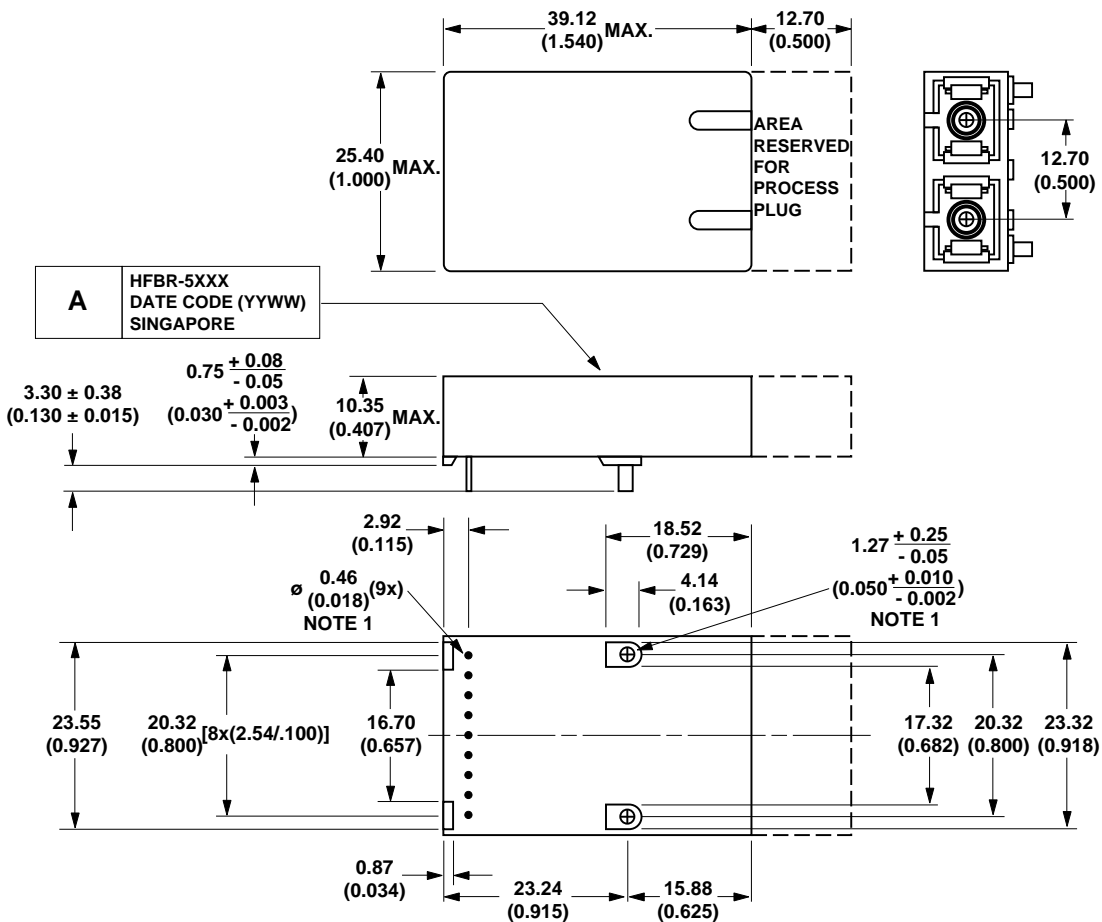 39.12
(1.540)
MAX.
12.70
(0.500)
25.40
(1.000)
MAX.
AREA
RESERVED
FOR
PROCESS
PLUG
12.70
(0.500)
A
HFBR-5XXX
DATE CODE (YYWW)
SINGAPORE
3.30 ± 0.38
(0.130 ± 0.015)
0.75 + 0.08
- 0.05
(0.030 + 0.003
- 0.002)
10.35
(0.407)
MAX.
2.92
(0.115)
18.52
(0.729)
4.14
(0.163)
1.27 + 0.25
- 0.05
(0.050 + 0.010
- 0.002)
NOTE 1
ø 0.46
(0.018) (9x)
NOTE 1
23.55
(0.927)
20.32
(0.800)
[8x(2.54/.100)]
16.70
(0.657)
17.32
(0.682)
20.32
(0.800)
23.32
(0.918)
0.87
(0.034)
23.24
(0.915)
15.88
(0.625)